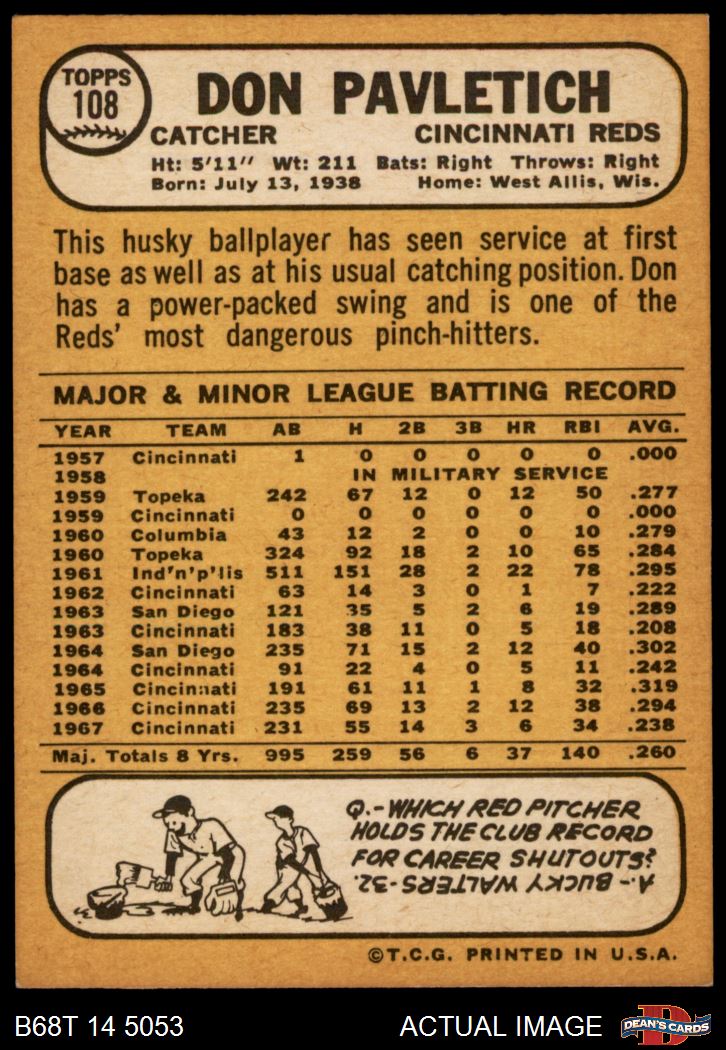 TOPPS
108
DON PAVLETICH
CATCHER CINCINNATI REDS
Ht: 5'11" Wt: 211 Bats: Right Throws: Right
Born: July 13, 1938 Home: West Allis, Wis.
This husky ballplayer has seen service at first
base as well as at his usual catching position. Don
has a power-packed swing and is one of the
Reds' most dangerous pinch-hitters.
MAJOR & MINOR LEAGUE BATTING RECORD
YEAR TEAM AB H 2B 3B HR RBI AVG.
1957 Cincinnati 1 0 0 0 0 0 .000
1958 IN MILITARY SERVICE
1959 Topeka 242 67 12 0 12 50 .277
1959 Cincinnati 0 0 0 0 0 0 .000
1960 Columbia 43 12 2 0 0 10 .279
1960 Topeka 324 92 18 2 10 65 .284
1961 Ind'n'p'lis 511 151 28 2 22 78 .295
1962 Cincinnati 63 14 3 0 1 7 .222
1963 San Diego 121 35 5 2 6 19 .289
1963 Cincinnati 183 38 11 0 5 18 .208
1964 San Diego 235 71 15 2 12 40 .302
1964 Cincinnati 91 22 4 0 5 11 .242
1965 Cincinnati 191 61 11 1 8 32 .319
1966 Cincinnati 235 69 13 2 12 38 .294
1967 Cincinnati 231 55 14 3 6 34 .238
Maj. Totals 8 Yrs. 995 259 56 6 37 140 .260
Q.-WHICH RED PITCHER
HOLDS THE CLUB RECORD
FOR CAREER SHUTOUTS?
A.-BUCKY WALTERS-32.
©T.C.G. PRINTED IN U.S.A.
B68T 14 5053 ACTUAL IMAGE D DEAN'S CARDS